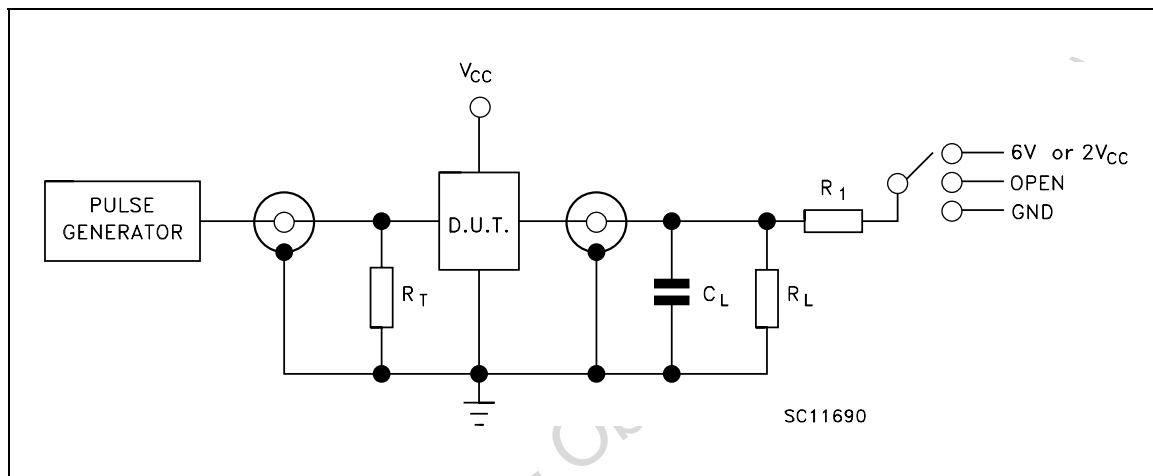 VCC
6V or 2VCC
OPEN
GND
R1
PULSE
GENERATOR
D.U.T.
RT
CL
RL
SC11690